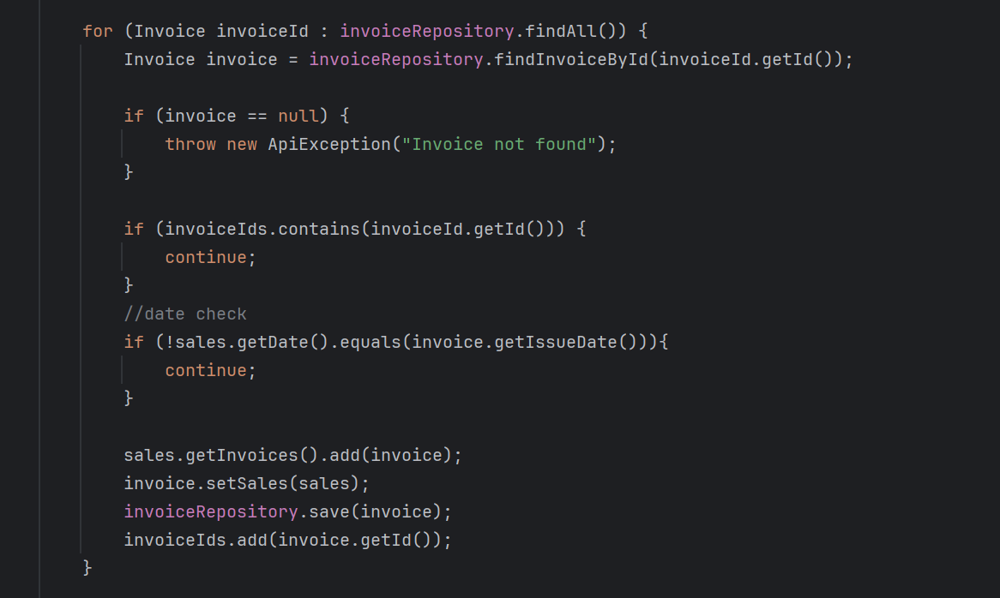 for (Invoice invoiceId : invoiceRepository.findAll()) {
    Invoice invoice = invoiceRepository.findInvoiceById(invoiceId.getId());

    if (invoice == null) {
        throw new ApiException("Invoice not found");
    }

    if (invoiceIds.contains(invoiceId.getId())) {
        continue;
    }
    //date check
    if (!sales.getDate().equals(invoice.getIssueDate())){
        continue;
    }

    sales.getInvoices().add(invoice);
    invoice.setSales(sales);
    invoiceRepository.save(invoice);
    invoiceIds.add(invoice.getId());
}